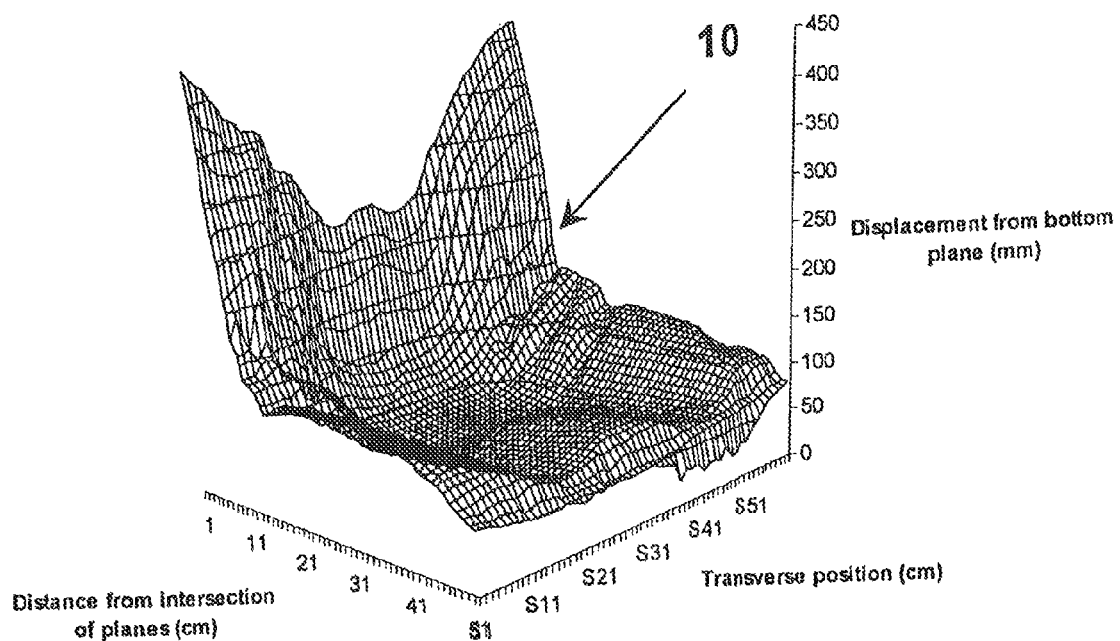 10
450
400
350
300
250
200
150
100
50
0
Displacement from bottom
plane (mm)
1
11
21
31
41
S1
S11
S21
S31
S41
S51
Transverse position (cm)
Distance from intersection
of planes (cm)